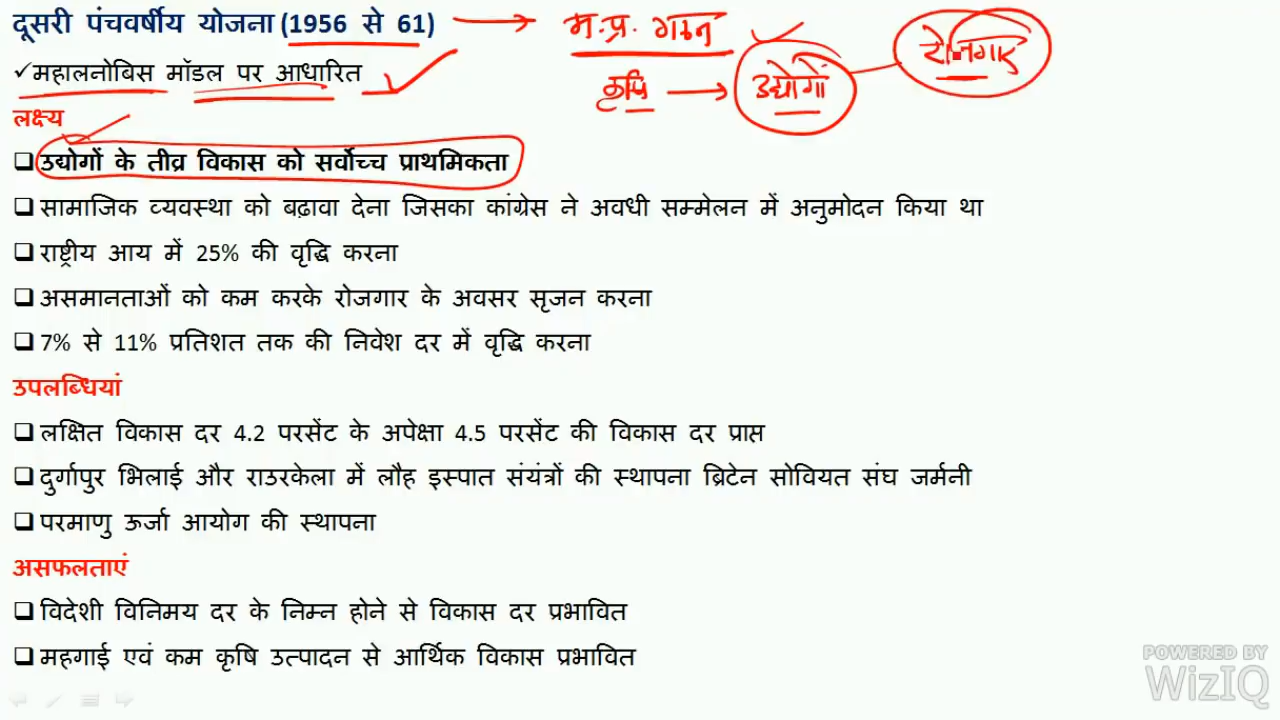 दूसरी पंचवर्षीय योजना (1956 से 61) म.प्र. गठन
✓महालनोबिस मॉडल पर आधारित कृषि उद्योगों रोजगार
लक्ष्य
उद्योगों के तीव्र विकास को सर्वोच्च प्राथमिकता
सामाजिक व्यवस्था को बढ़ावा देना जिसका कांग्रेस ने अवधी सम्मेलन में अनुमोदन किया था
राष्ट्रीय आय में 25% की वृद्धि करना
असमानताओं को कम करके रोजगार के अवसर सृजन करना
7% से 11% प्रतिशत तक की निवेश दर में वृद्धि करना
उपलब्धियां
लक्षित विकास दर 4.2 परसेंट के अपेक्षा 4.5 परसेंट की विकास दर प्राप्त
दुर्गापुर भिलाई और राउरकेला में लौह इस्पात संयंत्रों की स्थापना ब्रिटेन सोवियत संघ जर्मनी
परमाणु ऊर्जा आयोग की स्थापना
असफलताएं
विदेशी विनिमय दर के निम्न होने से विकास दर प्रभावित
महगाई एवं कम कृषि उत्पादन से आर्थिक विकास प्रभावित
POWERED BY
WizIQ